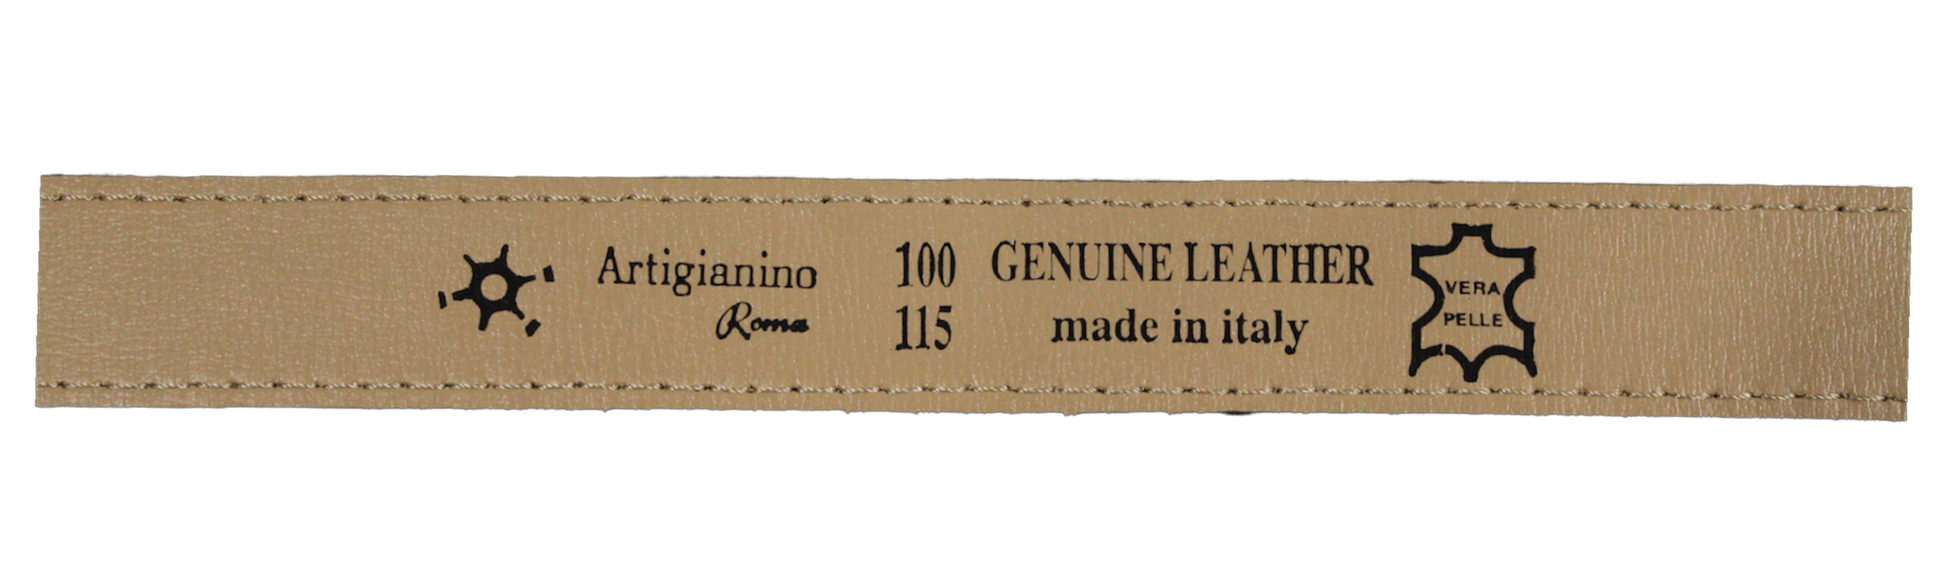 Artigianino
Roma
100
115
GENUINE LEATHER
made in italy
VERA
PELLE